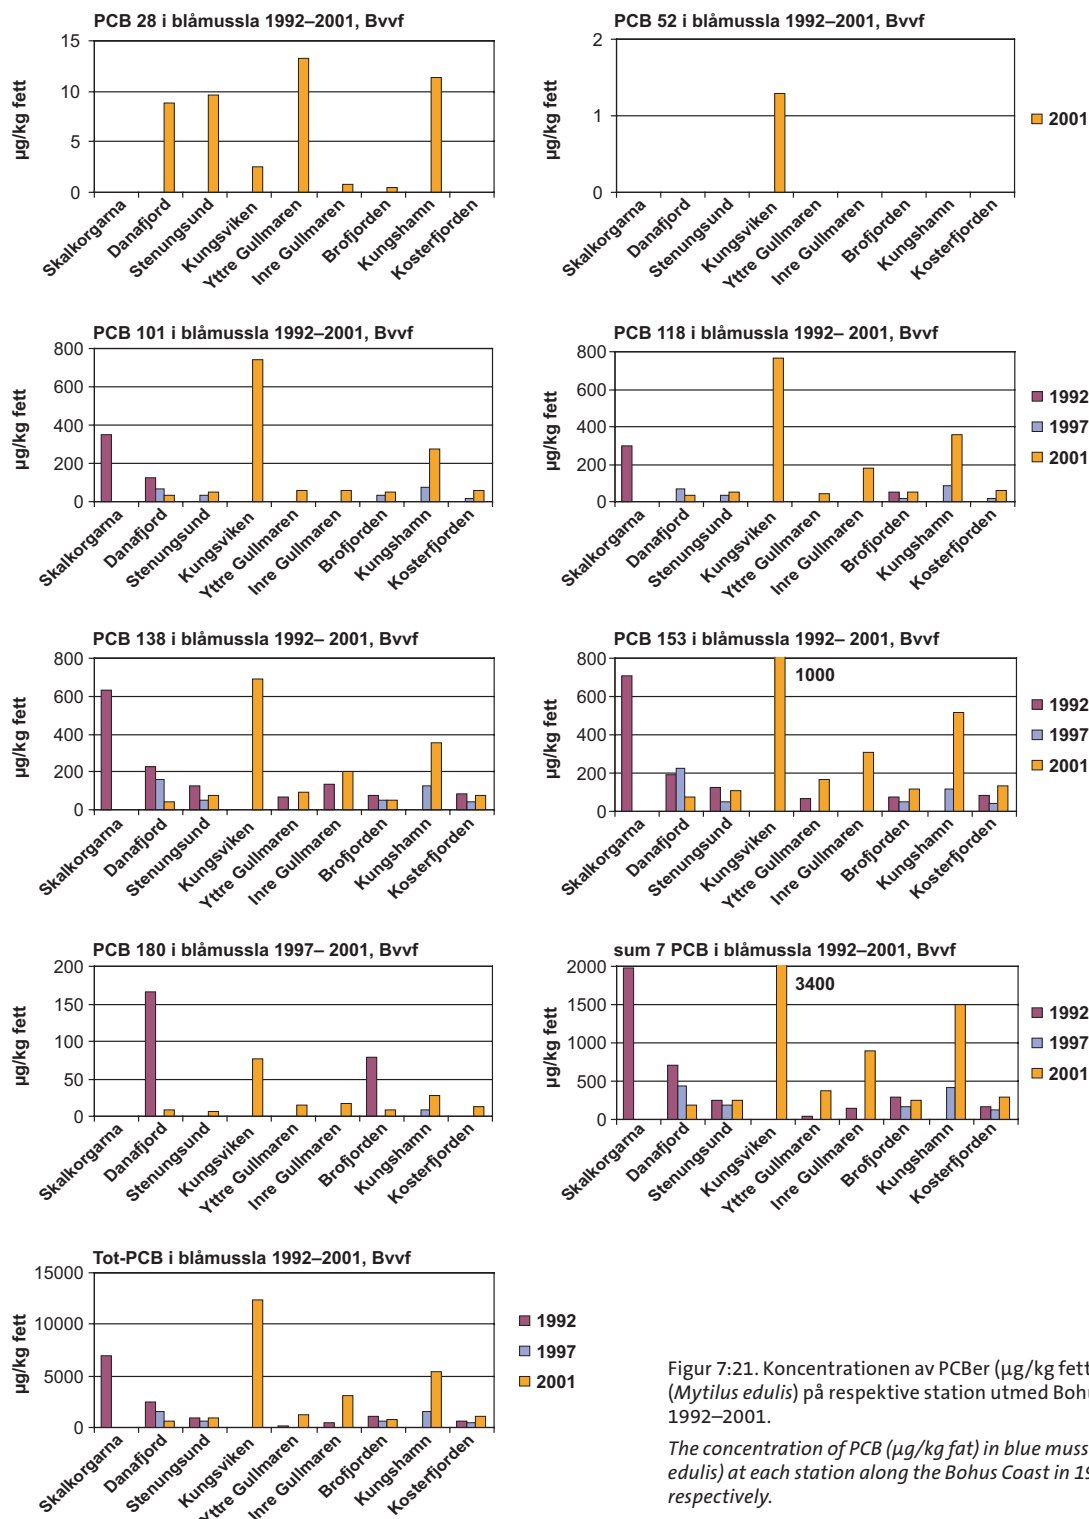 PCB 28 i blåmussla 1992–2001, Bvvf
µg/kg fett
15
10
5
0
Skalkorgarna
Danafjord
Stenungsund
Kungsviken
Yttre Gullmaren
Inre Gullmaren
Brofjorden
Kungshamn
Kosterfjorden
PCB 52 i blåmussla 1992–2001, Bvvf
µg/kg fett
2
1
0
Skalkorgarna
Danafjord
Stenungsund
Kungsviken
Yttre Gullmaren
Inre Gullmaren
Brofjorden
Kungshamn
Kosterfjorden
2001
PCB 101 i blåmussla 1992–2001, Bvvf
µg/kg fett
800
600
400
200
0
Skalkorgarna
Danafjord
Stenungsund
Kungsviken
Yttre Gullmaren
Inre Gullmaren
Brofjorden
Kungshamn
Kosterfjorden
PCB 118 i blåmussla 1992– 2001, Bvvf
µg/kg fett
800
600
400
200
0
Skalkorgarna
Danafjord
Stenungsund
Kungsviken
Yttre Gullmaren
Inre Gullmaren
Brofjorden
Kungshamn
Kosterfjorden
1992
1997
2001
PCB 138 i blåmussla 1992– 2001, Bvvf
µg/kg fett
800
600
400
200
0
Skalkorgarna
Danafjord
Stenungsund
Kungsviken
Yttre Gullmaren
Inre Gullmaren
Brofjorden
Kungshamn
Kosterfjorden
PCB 153 i blåmussla 1992– 2001, Bvvf
µg/kg fett
800
600
400
200
0
1000
Skalkorgarna
Danafjord
Stenungsund
Kungsviken
Yttre Gullmaren
Inre Gullmaren
Brofjorden
Kungshamn
Kosterfjorden
1992
1997
2001
PCB 180 i blåmussla 1997– 2001, Bvvf
µg/kg fett
200
150
100
50
0
Skalkorgarna
Danafjord
Stenungsund
Kungsviken
Yttre Gullmaren
Inre Gullmaren
Brofjorden
Kungshamn
Kosterfjorden
sum 7 PCB i blåmussla 1992–2001, Bvvf
µg/kg fett
2000
1500
1000
500
0
3400
Skalkorgarna
Danafjord
Stenungsund
Kungsviken
Yttre Gullmaren
Inre Gullmaren
Brofjorden
Kungshamn
Kosterfjorden
1992
1997
2001
Tot-PCB i blåmussla 1992–2001, Bvvf
µg/kg fett
15000
10000
5000
0
Skalkorgarna
Danafjord
Stenungsund
Kungsviken
Yttre Gullmaren
Inre Gullmaren
Brofjorden
Kungshamn
Kosterfjorden
1992
1997
2001
Figur 7:21. Koncentrationen av PCBer (µg/kg fett
(Mytilus edulis) på respektive station utmed Bohu
1992–2001.
The concentration of PCB (µg/kg fat) in blue muss
edulis) at each station along the Bohus Coast in 19
respectively.